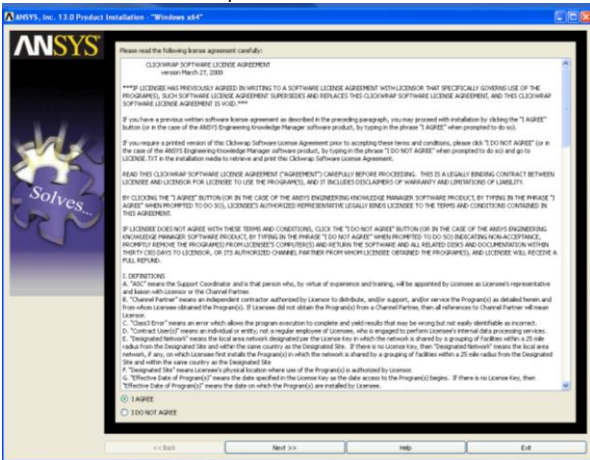 ANSYS, Inc. 13.0 Product Installation - "Windows x64"
ANSYS
Solves...
Please read the following license agreement carefully:
CLICKWRAP SOFTWARE LICENSE AGREEMENT
version March 27, 2009
***IF LICENSEE HAS PREVIOUSLY AGREED IN WRITING TO A SOFTWARE LICENSE AGREEMENT WITH LICENSOR THAT SPECIFICALLY GOVERNS USE OF THE
PROGRAM(S), SUCH SOFTWARE LICENSE AGREEMENT SUPERSEDES AND REPLACES THIS CLICKWRAP SOFTWARE LICENSE AGREEMENT, AND THIS CLICKWRAP
SOFTWARE LICENSE AGREEMENT IS VOID.***
If you have a previous written software license agreement as described in the preceding paragraph, you may proceed with installation by clicking the "I AGREE"
button (or in the case of the ANSYS Engineering Knowledge Manager software product, by typing in the phrase "I AGREE" when prompted to do so).
If you require a printed version of this Clickwrap Software License Agreement prior to accepting these terms and conditions, please click "I DO NOT AGREE" (or in
the case of the ANSYS Engineering Knowledge Manager software product, by typing in the phrase "I DO NOT AGREE" when prompted to do so) and go to
LICENSE.TXT in the installation media to retrieve and print this Clickwrap Software License Agreement.
READ THIS CLICKWRAP SOFTWARE LICENSE AGREEMENT ("AGREEMENT") CAREFULLY BEFORE PROCEEDING. THIS IS A LEGALLY BINDING CONTRACT BETWEEN
LICENSEE AND LICENSOR FOR LICENSEE TO USE THE PROGRAM(S), AND IT INCLUDES DISCLAIMERS OF WARRANTY AND LIMITATIONS OF LIABILITY.
BY CLICKING THE "I AGREE" BUTTON (OR IN THE CASE OF THE ANSYS ENGINEERING KNOWLEDGE MANAGER SOFTWARE PRODUCT, BY TYPING IN THE PHRASE "I
AGREE" WHEN PROMPTED TO DO SO), LICENSEE'S AUTHORIZED REPRESENTATIVE LEGALLY BINDS LICENSEE TO THE TERMS AND CONDITIONS CONTAINED IN
THIS AGREEMENT.
IF LICENSEE DOES NOT AGREE WITH THESE TERMS AND CONDITIONS, CLICK THE "I DO NOT AGREE" BUTTON (OR IN THE CASE OF THE ANSYS ENGINEERING
KNOWLEDGE MANAGER SOFTWARE PRODUCT, BY TYPING IN THE PHRASE "I DO NOT AGREE" WHEN PROMPTED TO DO SO) INDICATING NON-ACCEPTANCE,
PROMPTLY REMOVE THE PROGRAM(S) FROM LICENSEE'S COMPUTER(S) AND RETURN THE SOFTWARE AND ALL RELATED DISKS AND DOCUMENTATION WITHIN
THIRTY (30) DAYS TO LICENSOR, OR ITS AUTHORIZED CHANNEL PARTNER FROM WHOM LICENSEE OBTAINED THE PROGRAM(S), AND LICENSEE WILL RECEIVE A
FULL REFUND.
1. DEFINITIONS
A. "ASC" means the Support Coordinator and is that person who, by virtue of experience and training, will be appointed by Licensee as Licensee's representative
and liaison with Licensor or the Channel Partner.
B. "Channel Partner" means an independent contractor authorized by Licensor to distribute, and/or support, and/or service the Program(s) as detailed herein and
from whom Licensee obtained the Program(s). If Licensee did not obtain the Program(s) from a Channel Partner, then all references to Channel Partner will mean
Licensor.
C. "Class3 Error" means an error which allows the program execution to complete and yield results that may be wrong but not easily identifiable as incorrect.
D. "Contract User(s)" means an individual or entity, not a regular employee of Licensee, who is engaged to perform Licensee's internal data processing services.
E. "Designated Network" means the local area network designated per the License Key in which the network is shared by a grouping of facilities within a 25 mile
radius from the Designated Site and within the same country as the Designated Site. If there is no License Key, then "Designated Network" means the local area
network, if any, on which Licensee first installs the Program(s) in which the network is shared by a grouping of facilities within a 25 mile radius from the Designated
Site and within the same country as the Designated Site
F. "Designated Site" means Licensee's physical location where use of the Program(s) is authorized by Licensor.
G. "Effective Date of Program(s)" means the date specified in the License Key as the date access to the Program(s) begins. If there is no License Key, then
"Effective Date of Program(s)" means the date on which the Program(s) are installed by Licensee.
I AGREE
I DO NOT AGREE
<< Back
Next >>
Help
Exit